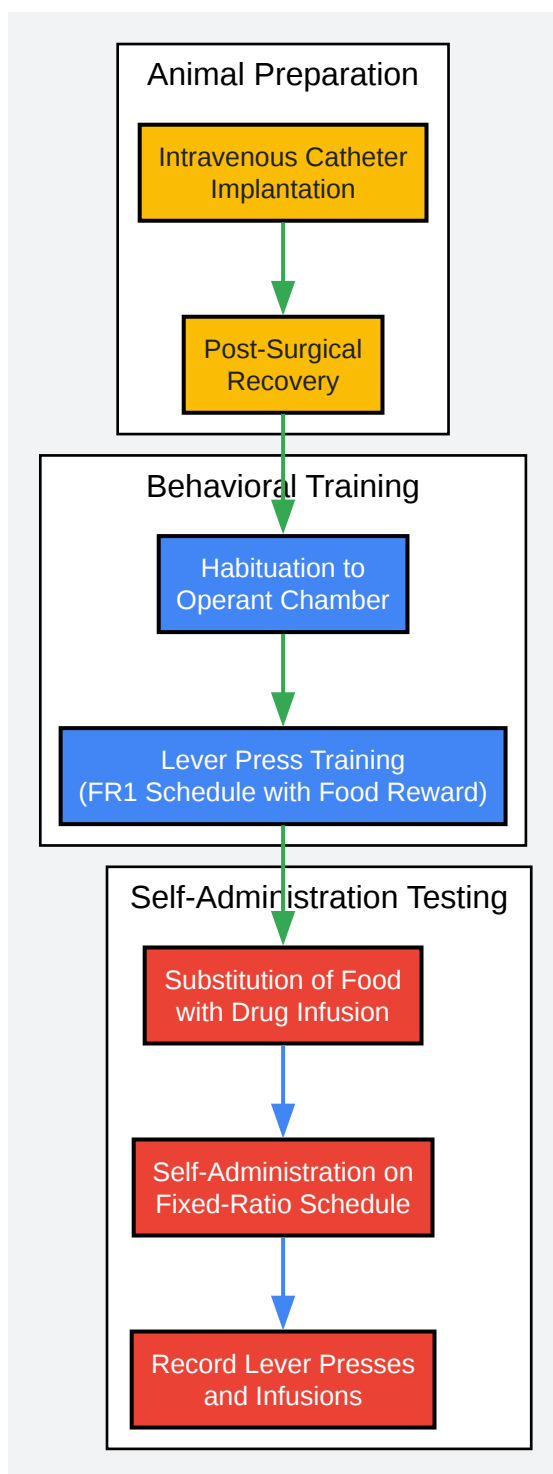 Animal Preparation
Intravenous Catheter
Implantation
Post-Surgical
Recovery
Behavioral Training
Habituation to
Operant Chamber
Lever Press Training
(FR1 Schedule with Food Reward)
Self-Administration Testing
Substitution of Food
with Drug Infusion
Self-Administration on
Fixed-Ratio Schedule
Record Lever Presses
and Infusions